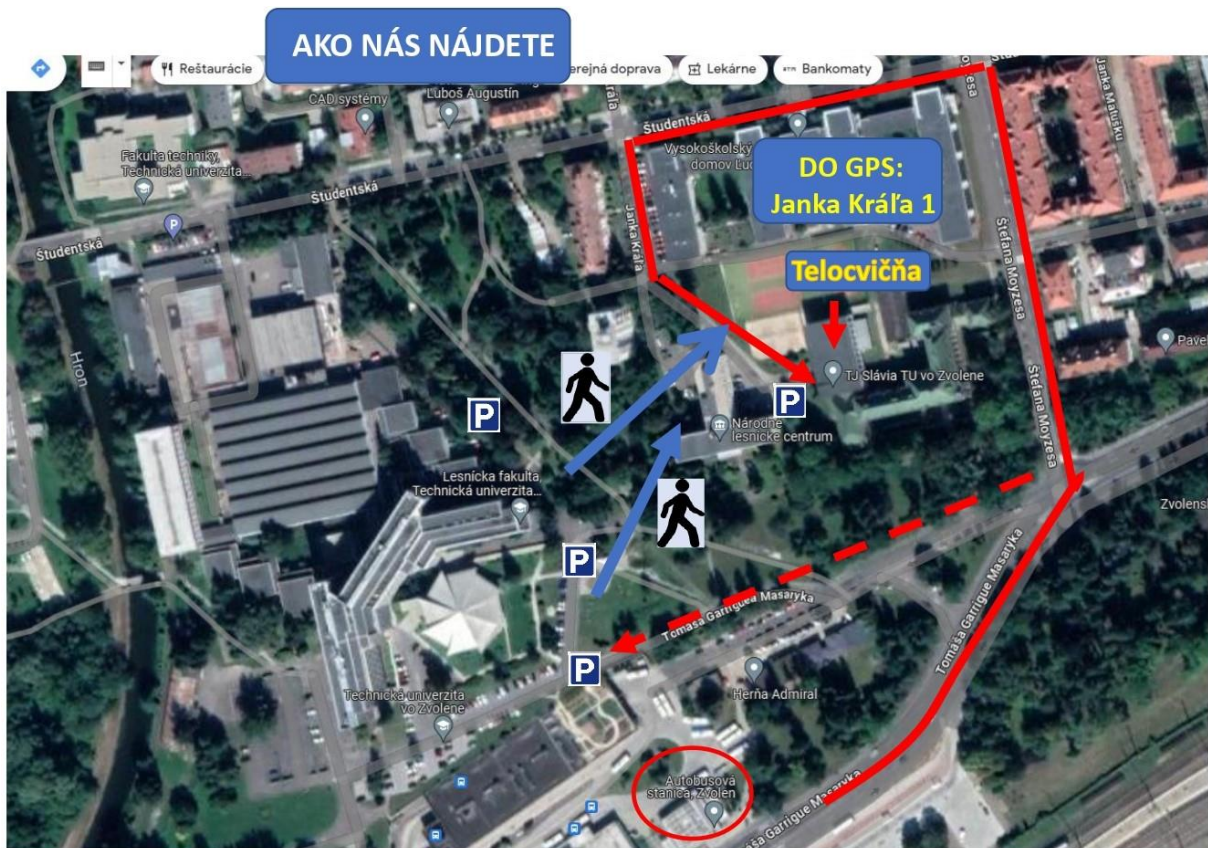 AKO NÁS NÁJDETE
Reštaurácie
erejná doprava
Lekárne
Bankomaty
CAD systémy
Luboš Augustín
Kráľa
Janka Matušku
Študentská
Vysokoškolský
domov Ľud
DO GPS:
Janka Kráľa 1
Fakulta techniky,
Technická univerzita...
P
Študentská
Študentská
Janka Kráľa
Telocvičňa
Štefana Moyzesa
Štefana Moyzesa
Hron
TJ Slávia TU vo Zvolene
Pavel
P
P
Národné
lesnícke centrum
Lesnícka fakulta,
Technická univerzita...
Zvolensk
P
Tomáša Garrigue Masaryka
Tomáša Garriguea Masaryka
P
Herňa Admiral
Technická univerzita
vo Zvolene
Autobusová
stanica, Zvolen
Tomáša Garrigue Masaryka